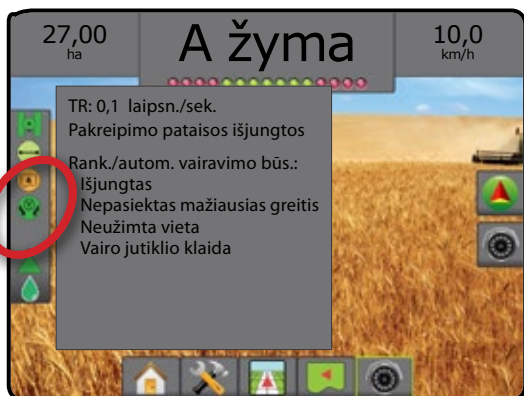 27,00
ha
A žyma
10,0
km/h
TR: 0,1 laipsn./sek.
Pakreipimo pataisos išjungtos
Rank./autom. vairavimo būs.:
Išjungtas
Nepasiektas mažiausias greitis
Neužimta vieta
Vairo jutiklio klaida